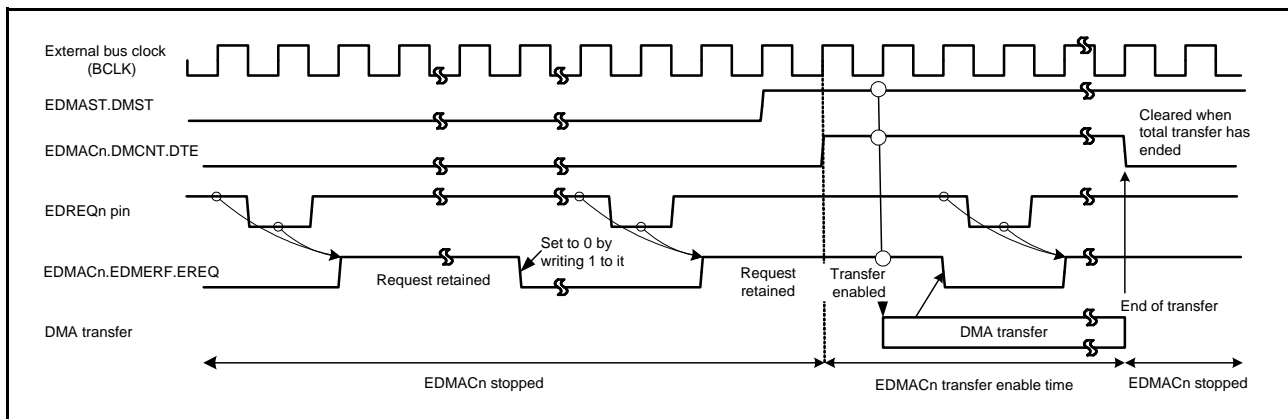 External bus clock
(BCLK)
EDMAST.DMST
Cleared when
total transfer has
ended
EDMACn.DMCNT.DTE
EDREQn pin
Set to 0 by
writing 1 to it
EDMACn.EDMERF.EREQ
Request retained
Request
retained
Transfer
enabled
End of transfer
DMA transfer
DMA transfer
EDMACn stopped
EDMACn transfer enable time
EDMACn stopped